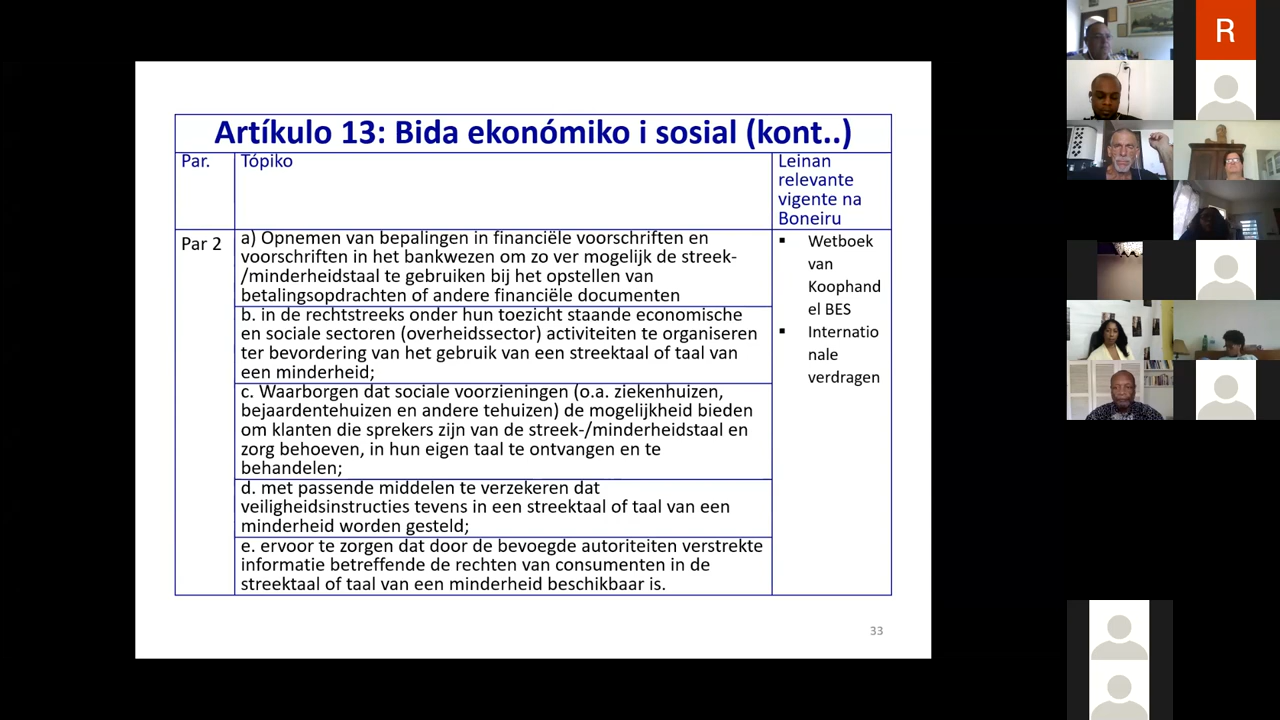 Artíkulo 13: Bida ekonómiko i sosial (kont..)
Par.
Tópiko
Leinan
relevante
vigente na
Boneiru
Par 2
a) Opnemen van bepalingen in financiële voorschriften en
voorschriften in het bankwezen om zo ver mogelijk de streek-
/minderheidstaal te gebruiken bij het opstellen van
betalingsopdrachten of andere financiële documenten
b. in de rechtstreeks onder hun toezicht staande economische
en sociale sectoren (overheidssector) activiteiten te organiseren
ter bevordering van het gebruik van een streektaal of taal van
een minderheid;
c. Waarborgen dat sociale voorzieningen (o.a. ziekenhuizen,
bejaardentehuizen en andere tehuizen) de mogelijkheid bieden
om klanten die sprekers zijn van de streek-/minderheidstaal en
zorg behoeven, in hun eigen taal te ontvangen en te
behandelen;
d. met passende middelen te verzekeren dat
veiligheidsinstructies tevens in een streektaal of taal van een
minderheid worden gesteld;
e. ervoor te zorgen dat door de bevoegde autoriteiten verstrekte
informatie betreffende de rechten van consumenten in de
streektaal of taal van een minderheid beschikbaar is.
▪ Wetboek
van
Koophand
el BES
▪ Internatio
nale
verdragen
33
R